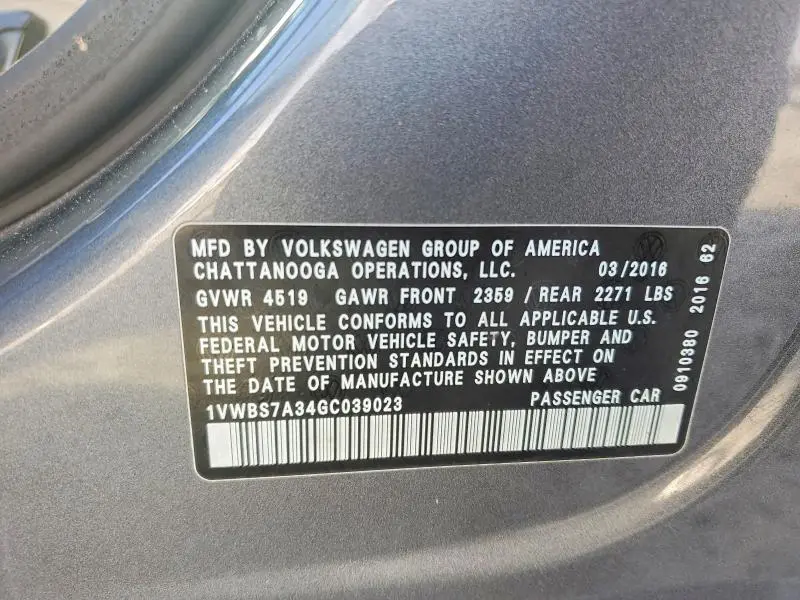 MFD BY VOLKSWAGEN GROUP OF AMERICA
CHATTANOOGA OPERATIONS, LLC. 03/2016
GVWR 4519 GAWR FRONT 2359 / REAR 2271 LBS
THIS VEHICLE CONFORMS TO ALL APPLICABLE U.S.
FEDERAL MOTOR VEHICLE SAFETY, BUMPER AND
THEFT PREVENTION STANDARDS IN EFFECT ON
THE DATE OF MANUFACTURE SHOWN ABOVE
1VWBS7A34GC039023 PASSENGER CAR
0910380 2016 62